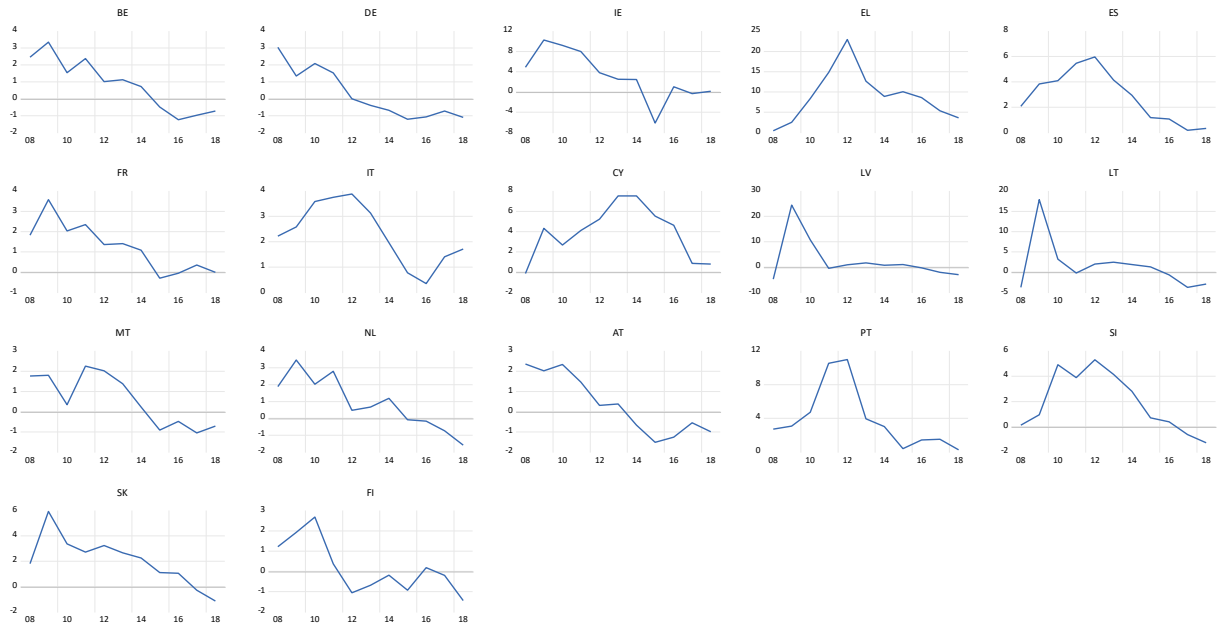 BE DE IE EL ES
4 4 12 25 8
3 3 8 20 6
2 2 4 15 4
1 1 0 10 2
0 0 -4 5 0
-1 -1 -8 0
-2 -2
08 10 12 14 16 18 08 10 12 14 16 18 08 10 12 14 16 18 08 10 12 14 16 18 08 10 12 14 16 18
FR IT CY LV LT
4 4 8 30 20
3 3 6 20 15
2 2 4 10 10
1 1 2 0 5
0 0 0 -10 0
-1 -2 -5
08 10 12 14 16 18 08 10 12 14 16 18 08 10 12 14 16 18 08 10 12 14 16 18 08 10 12 14 16 18
MT NL AT PT SI
3 4 3 12 6
2 3 2 8 4
1 2 1 4 2
0 1 0 0 0
-1 0 -1 -2
-2 -1 -2
-2
08 10 12 14 16 18 08 10 12 14 16 18 08 10 12 14 16 18 08 10 12 14 16 18 08 10 12 14 16 18
SK FI
6 3
4 2
2 1
0 0
-2 -1
-2
08 10 12 14 16 18 08 10 12 14 16 18